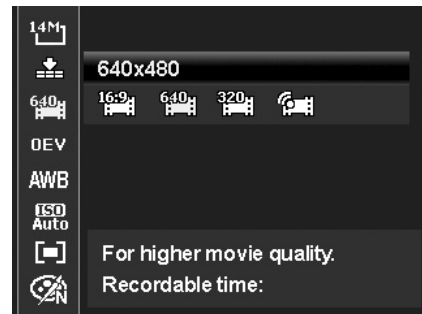 14M
640x480
640
16:9 640 320
0EV
AWB
ISO
Auto
For higher movie quality.
N
Recordable time: